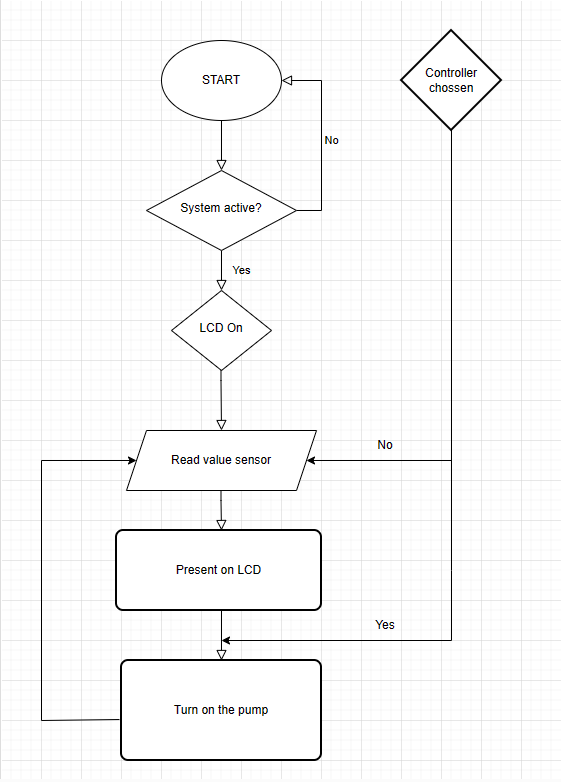 START
Controller
chossen
No
System active?
Yes
LCD On
No
Read value sensor
Present on LCD
Yes
Turn on the pump